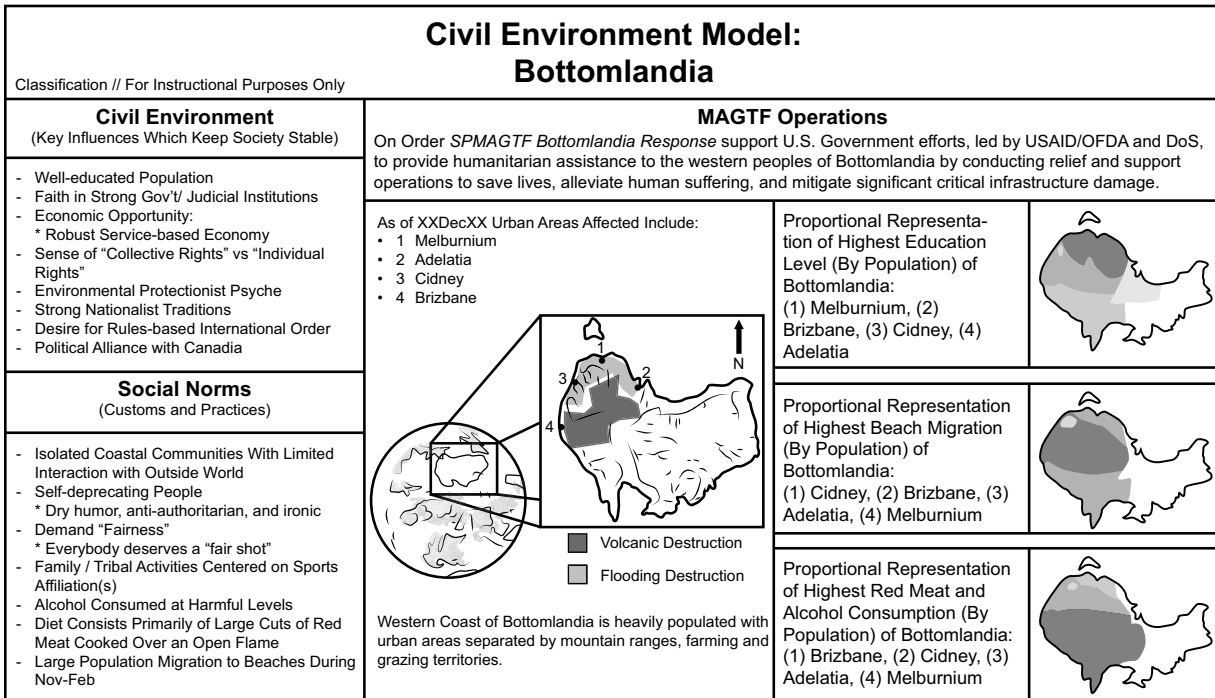 Civil Environment Model:
Bottomlandia
Classification // For Instructional Purposes Only
Civil Environment
(Key Influences Which Keep Society Stable)
- Well-educated Population
- Faith in Strong Gov’t/ Judicial Institutions
- Economic Opportunity:
* Robust Service-based Economy
- Sense of “Collective Rights” vs “Individual
Rights”
- Environmental Protectionist Psyche
- Strong Nationalist Traditions
- Desire for Rules-based International Order
- Political Alliance with Canada
Social Norms
(Customs and Practices)
- Isolated Coastal Communities With Limited
Interaction with Outside World
- Self-deprecating People
* Dry humor, anti-authoritarian, and ironic
- Demand “Fairness”
* Everybody deserves a “fair shot”
- Family / Tribal Activities Centered on Sports
Affiliation(s)
- Alcohol Consumed at Harmful Levels
- Diet Consists Primarily of Large Cuts of Red
Meat Cooked Over an Open Flame
- Large Population Migration to Beaches During
Nov-Feb
MAGTF Operations
On Order SPMAGTF Bottomlandia Response support U.S. Government efforts, led by USAID/OFDA and DoS,
to provide humanitarian assistance to the western peoples of Bottomlandia by conducting relief and support
operations to save lives, alleviate human suffering, and mitigate significant critical infrastructure damage.
As of XXDecXX Urban Areas Affected Include:
• 1 Melburnium
• 2 Adelatia
• 3 Cidney
• 4 Brizbane
1
2
3
4
N
Volcanic Destruction
Flooding Destruction
Western Coast of Bottomlandia is heavily populated with
urban areas separated by mountain ranges, farming and
grazing territories.
Proportional Representa-
tion of Highest Education
Level (By Population) of
Bottomlandia:
(1) Melburnium, (2)
Brizbane, (3) Cidney, (4)
Adelatia
Proportional Representation
of Highest Beach Migration
(By Population) of
Bottomlandia:
(1) Cidney, (2) Brizbane, (3)
Adelatia, (4) Melburnium
Proportional Representation
of Highest Red Meat and
Alcohol Consumption (By
Population) of Bottomlandia:
(1) Brizbane, (2) Cidney, (3)
Adelatia, (4) Melburnium